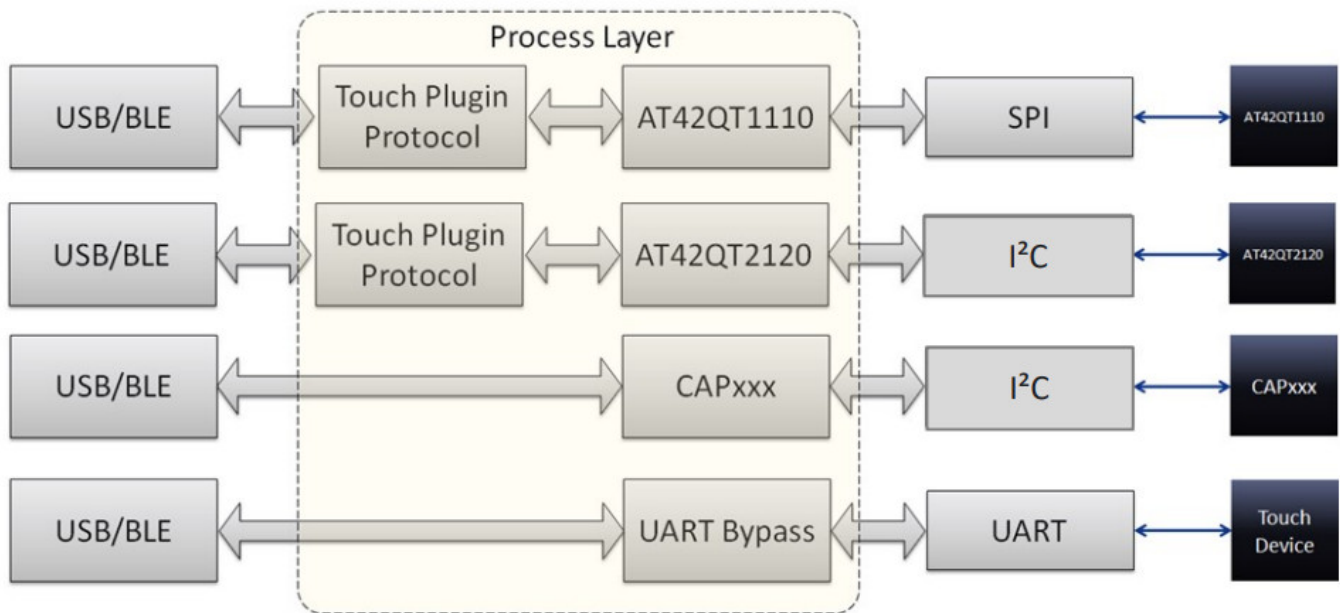 Process Layer
USB/BLE
Touch Plugin
Protocol
AT42QT1110
SPI
AT42QT1110
USB/BLE
Touch Plugin
Protocol
AT42QT2120
I²C
AT42QT2120
USB/BLE
CAPxxx
I²C
CAPxxx
USB/BLE
UART Bypass
UART
Touch
Device